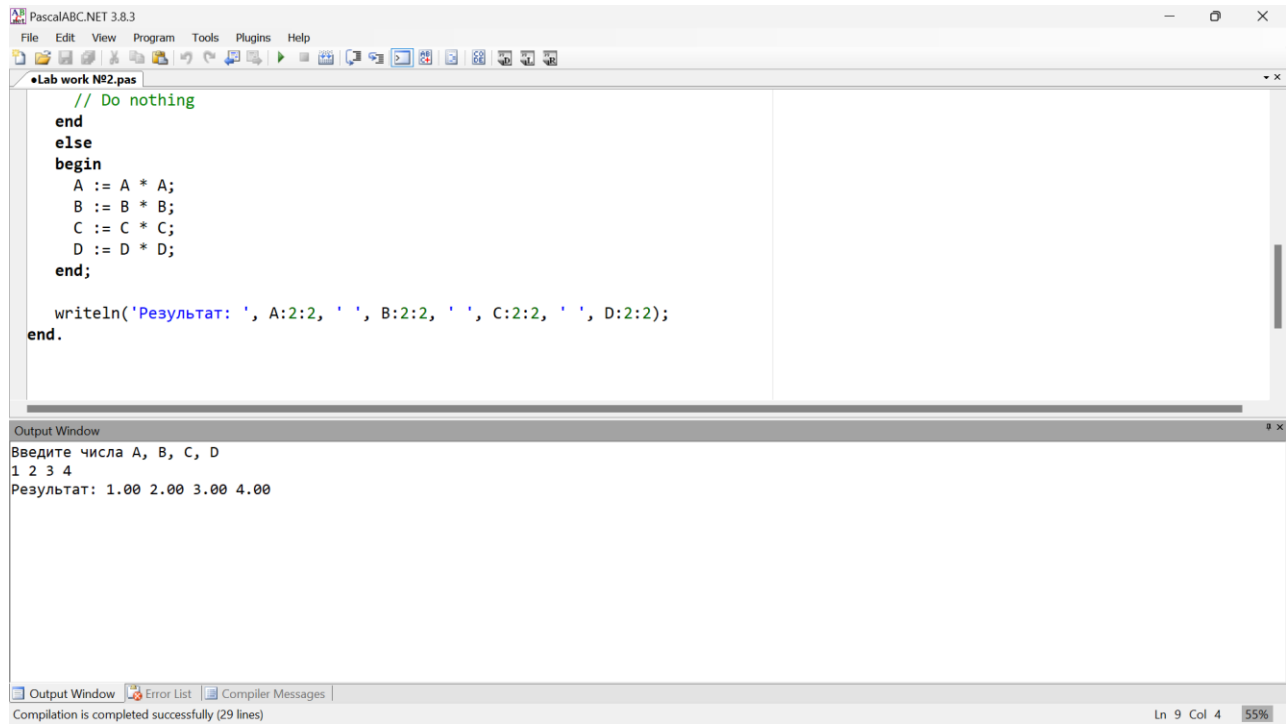 PascalABC.NET 3.8.3
File Edit View Program Tools Plugins Help
•Lab work №2.pas
// Do nothing
end
else
begin
A := A * A;
B := B * B;
C := C * C;
D := D * D;
end;
writeln('Результат: ', A:2:2, ' ', B:2:2, ' ', C:2:2, ' ', D:2:2);
end.
Output Window
Введите числа A, B, C, D
1 2 3 4
Результат: 1.00 2.00 3.00 4.00
Output Window Error List Compiler Messages
Compilation is completed successfully (29 lines) Ln 9 Col 4 55%